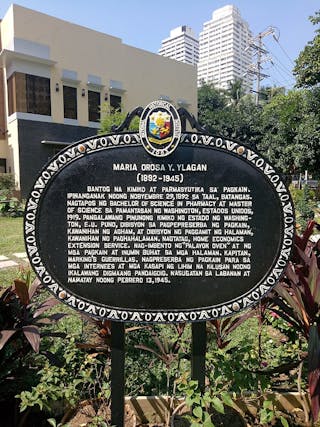 MARIA OROSA Y. YLAGAN
(1892-1945)
BANTOG NA KIMIKO AT PARMASYUTIKA SA PAGKAIN.
IPINANGANAK NOONG NOBYEMBRE 29, 1892 SA TAAL, BATANGAS.
NAGTAPOS NG BACHELOR OF SCIENCE IN PHARMACY AT MASTER
OF SCIENCE SA PAMANTASAN NG WASHINGTON, ESTADOS UNIDOS,
PANGALAWANG PINUNONG KIMIKO NG ESTADO NG WASHING-
TON, E.U. PUNO, DIBISYON SA PAGPEPRESERBA NG PAGKAIN,
KAWANIHAN NG AGHAM, AT DIBISYON NG PAGGAMIT NG HALAMAN,
KAWANIHAN NG PAGHAHALAMAN. NAGTATAG, HOME ECONOMICS
EXTENSION SERVICE. NAG-IMBENTO NG "PALAYOK OVEN" AT NG
MGA PAGKAIN AT INUMIN BUHAT SA MGA HALAMAN. KAPITAN,
MARKING'S GUERRILLAS. NAGPRESERBA NG PAGKAIN PARA SA
MGA INTERNEES AT MGA KASAPI NG LIHIM NA KILUSAN NOONG
IKALAWANG DIGMAANG PANDAIGDIG. NASUGATAN SA LABANAN AT
NAMATAY NOONG PEBRERO 13, 1945.